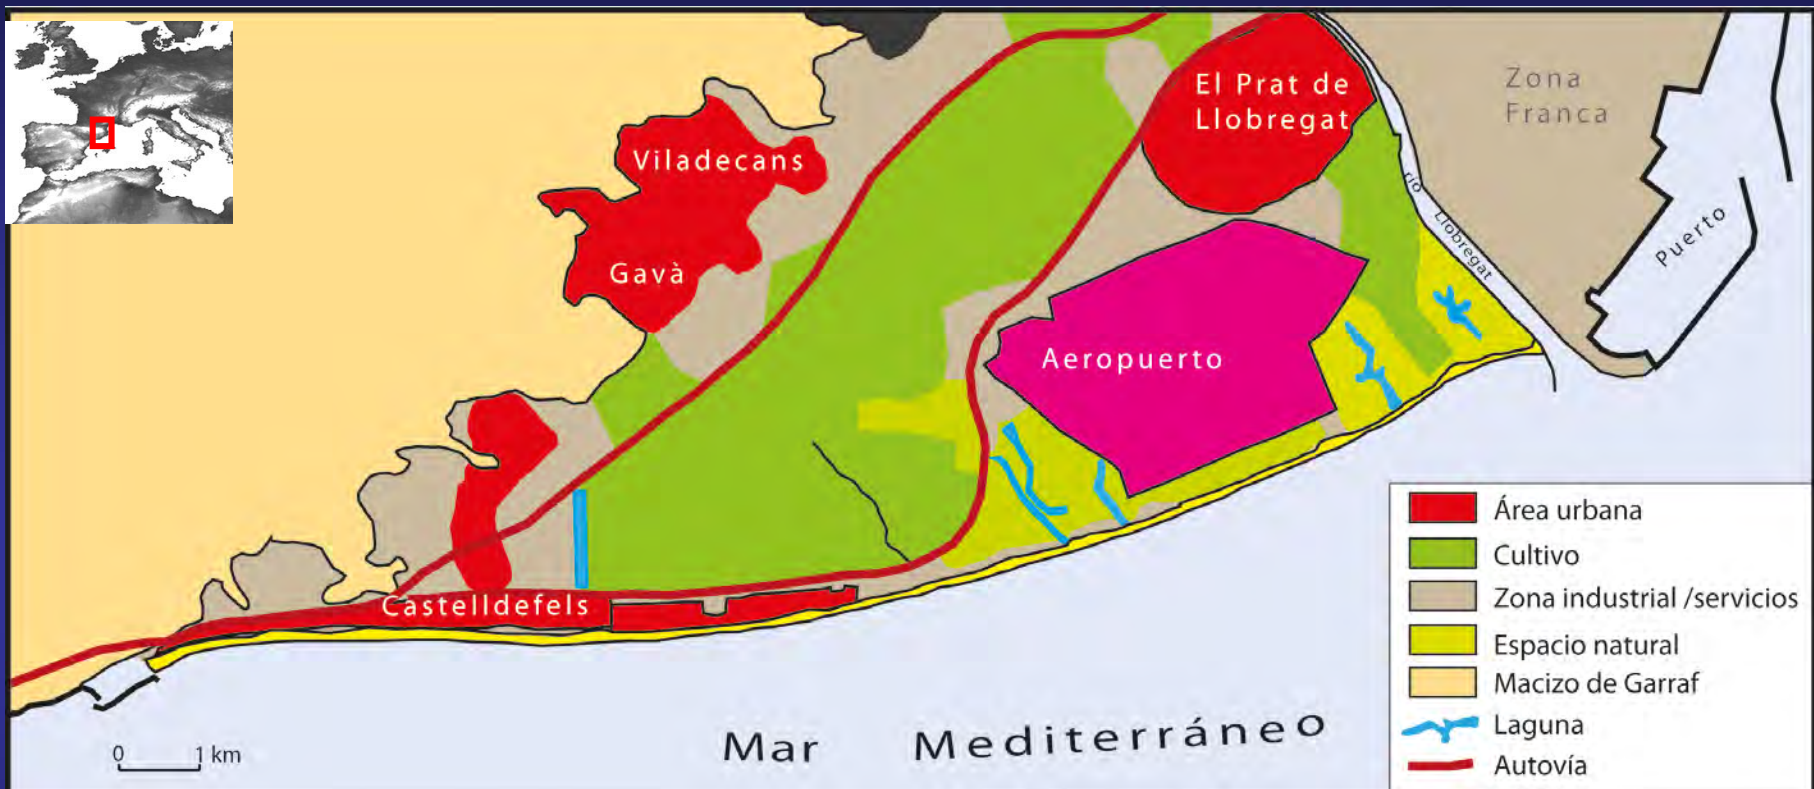 El Prat de
Llobregat
Zona
Franca
Viladecans
río
Llobregat
Puerto
Gavà
Aeropuerto
Castelldefels
Mar Mediterráneo
0 1 km
Área urbana
Cultivo
Zona industrial /servicios
Espacio natural
Macizo de Garraf
Laguna
Autovía